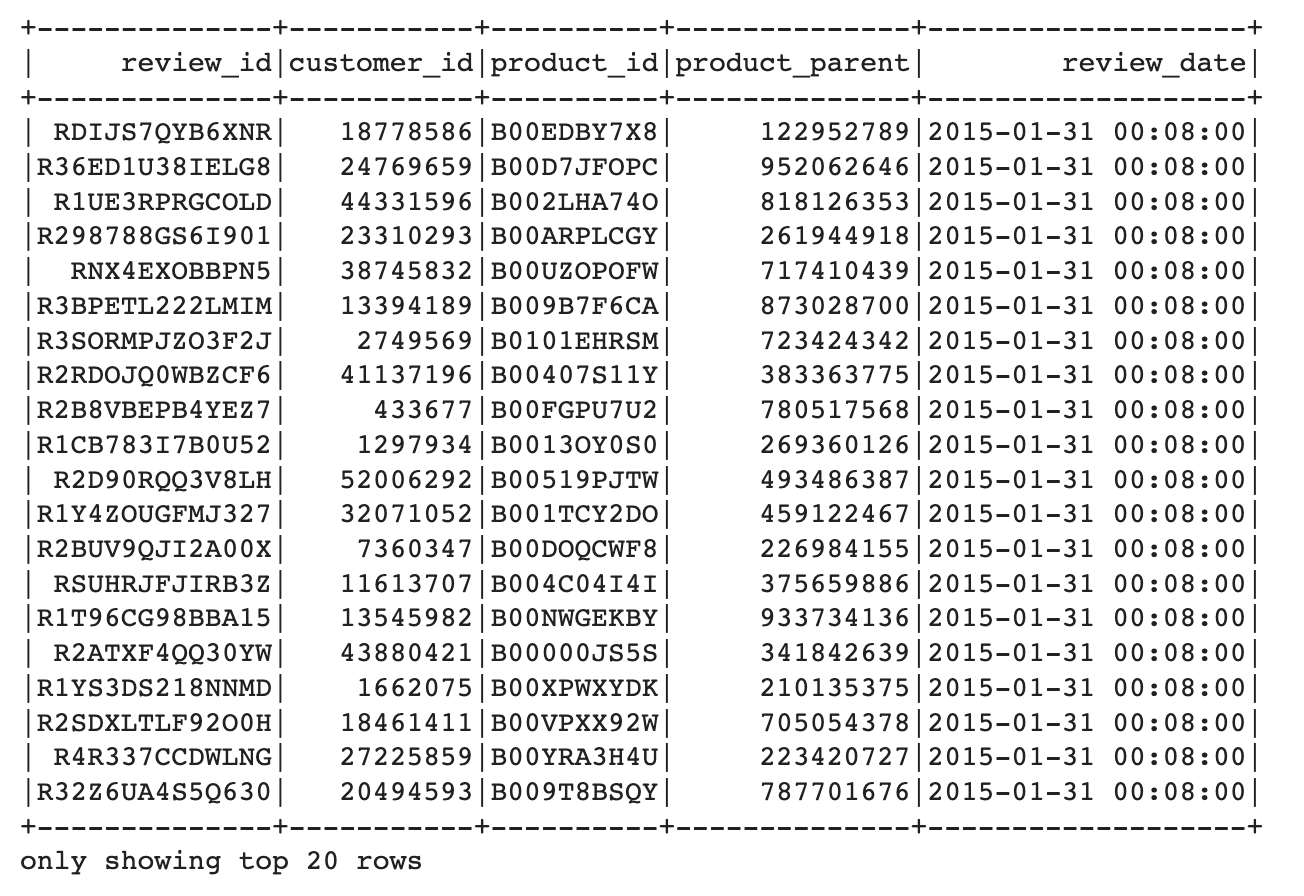 +--------------+-----------+----------+--------------+-------------------+
|     review_id|customer_id|product_id|product_parent|        review_date|
+--------------+-----------+----------+--------------+-------------------+
| RDIJS7QYB6XNR|   18778586|B00EDBY7X8|     122952789|2015-01-31 00:08:00|
|R36ED1U38IELG8|   24769659|B00D7JFOPC|     952062646|2015-01-31 00:08:00|
| R1UE3RPRGCOLD|   44331596|B002LHA74O|     818126353|2015-01-31 00:08:00|
|R298788GS6I901|   23310293|B00ARPLCGY|     261944918|2015-01-31 00:08:00|
|  RNX4EXOBBPN5|   38745832|B00UZOPOFW|     717410439|2015-01-31 00:08:00|
|R3BPETL222LMIM|   13394189|B009B7F6CA|     873028700|2015-01-31 00:08:00|
|R3SORMPJZO3F2J|    2749569|B0101EHRSM|     723424342|2015-01-31 00:08:00|
|R2RDOJQ0WBZCF6|   41137196|B00407S11Y|     383363775|2015-01-31 00:08:00|
|R2B8VBEPB4YEZ7|     433677|B00FGPU7U2|     780517568|2015-01-31 00:08:00|
|R1CB783I7B0U52|    1297934|B0013OY0S0|     269360126|2015-01-31 00:08:00|
| R2D90RQQ3V8LH|   52006292|B00519PJTW|     493486387|2015-01-31 00:08:00|
|R1Y4ZOUGFMJ327|   32071052|B001TCY2DO|     459122467|2015-01-31 00:08:00|
|R2BUV9QJI2A00X|    7360347|B00DOQCWF8|     226984155|2015-01-31 00:08:00|
| RSUHRJFJIRB3Z|   11613707|B004C04I4I|     375659886|2015-01-31 00:08:00|
|R1T96CG98BBA15|   13545982|B00NWGEKBY|     933734136|2015-01-31 00:08:00|
| R2ATXF4QQ30YW|   43880421|B00000JS5S|     341842639|2015-01-31 00:08:00|
|R1YS3DS218NNMD|    1662075|B00XPWXYDK|     210135375|2015-01-31 00:08:00|
|R2SDXLTLF92O0H|   18461411|B00VPXX92W|     705054378|2015-01-31 00:08:00|
| R4R337CCDWLNG|   27225859|B00YRA3H4U|     223420727|2015-01-31 00:08:00|
|R32Z6UA4S5Q630|   20494593|B009T8BSQY|     787701676|2015-01-31 00:08:00|
+--------------+-----------+----------+--------------+-------------------+
only showing top 20 rows